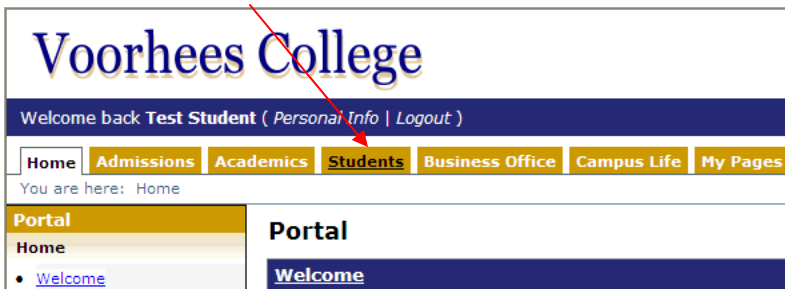 Voorhees College
Welcome back Test Student ( Personal Info | Logout )
Home Admissions Academics Students Business Office Campus Life My Pages
You are here: Home
Portal
Home
• Welcome
Portal
Welcome